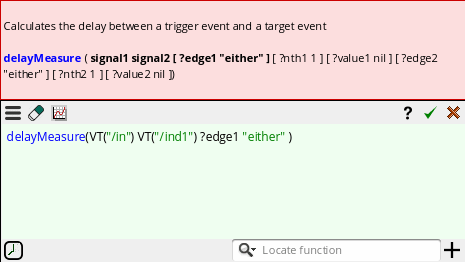 Calculates the delay between a trigger event and a target event
delayMeasure ( signal1 signal2 [ ?edge1 "either" ] [ ?nth1 1 ] [ ?value1 nil ] [ ?edge2
"either" ] [ ?nth2 1 ] [ ?value2 nil ])
?
delayMeasure(VT("/in") VT("/ind1") ?edge1 "either" )
Locate function